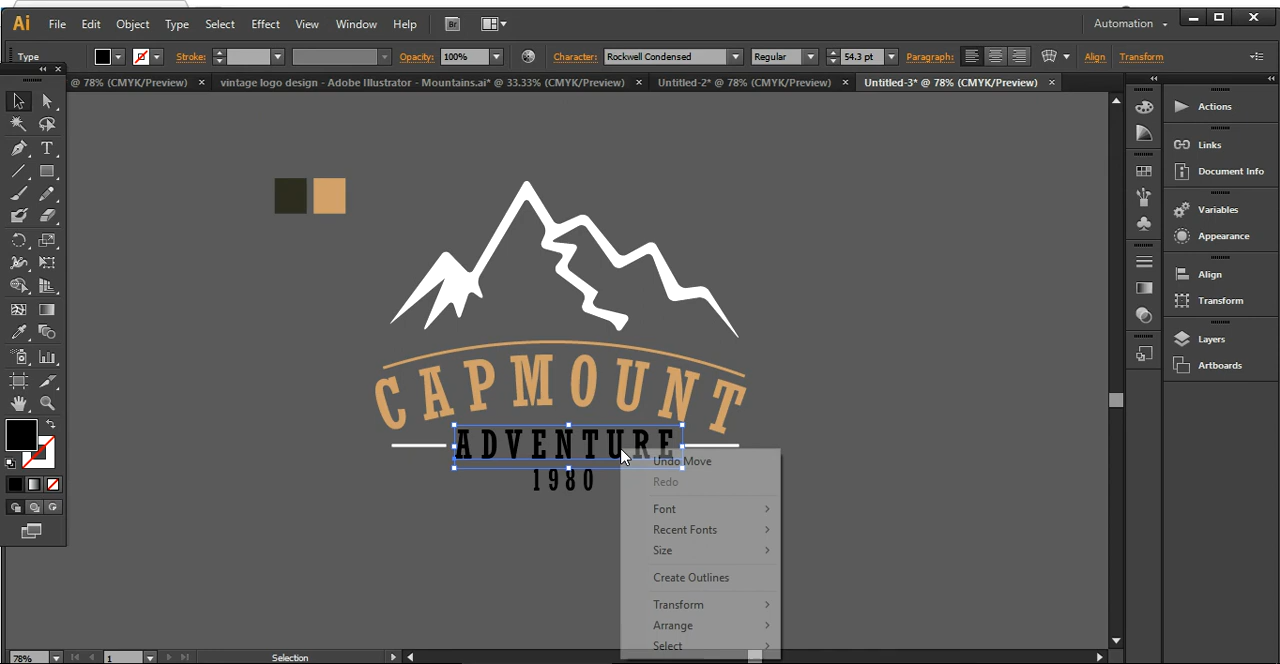 Ai File Edit Object Type Select Effect View Window Help Br Automation
Type Stroke: Opacity: 100% Character: Rockwell Condensed Regular 54.3 pt Paragraph: Align Transform
@ 78% (CMYK/Preview) × vintage logo design - Adobe Illustrator - Mountains.ai* @ 33.33% (CMYK/Preview) × Untitled-2* @ 78% (CMYK/Preview) × Untitled-3* @ 78% (CMYK/Preview) ×
Actions
Links
Document Info
Variables
Appearance
Align
Transform
Layers
Artboards
CAPMOUNT
ADVENTURE
1980
Undo Move
Redo
Font
Recent Fonts
Size
Create Outlines
Transform
Arrange
Select
78% 1 Selection